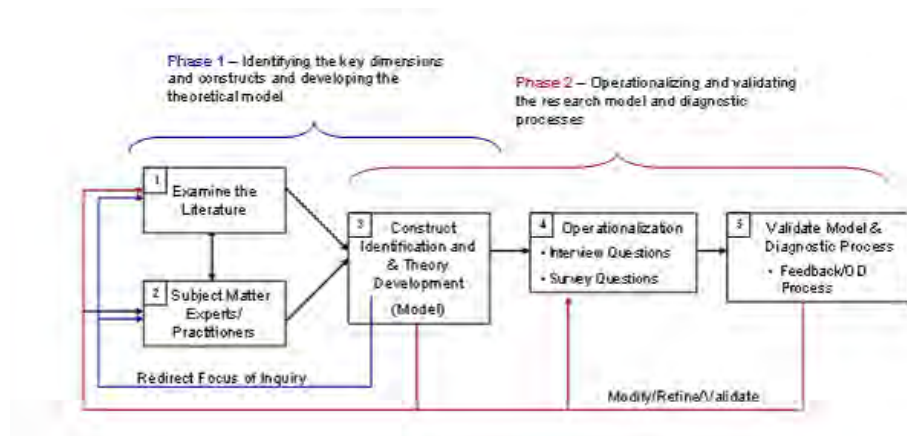 Phase 1 – Identifying the key dimensions
and constructs and developing the
theoretical model
Phase 2 – Operationalizing and validating
the research model and diagnostic
processes
1
Examine the
Literature
2
Subject Matter
Experts/
Practitioners
3
Construct
Identification and
& Theory
Development
(Model)
4
Operationalization
• Interview Questions
• Survey Questions
5
Validate Model &
Diagnostic Process
• Feedback/OD
Process
Redirect Focus of Inquiry
Modify/Refine/Validate